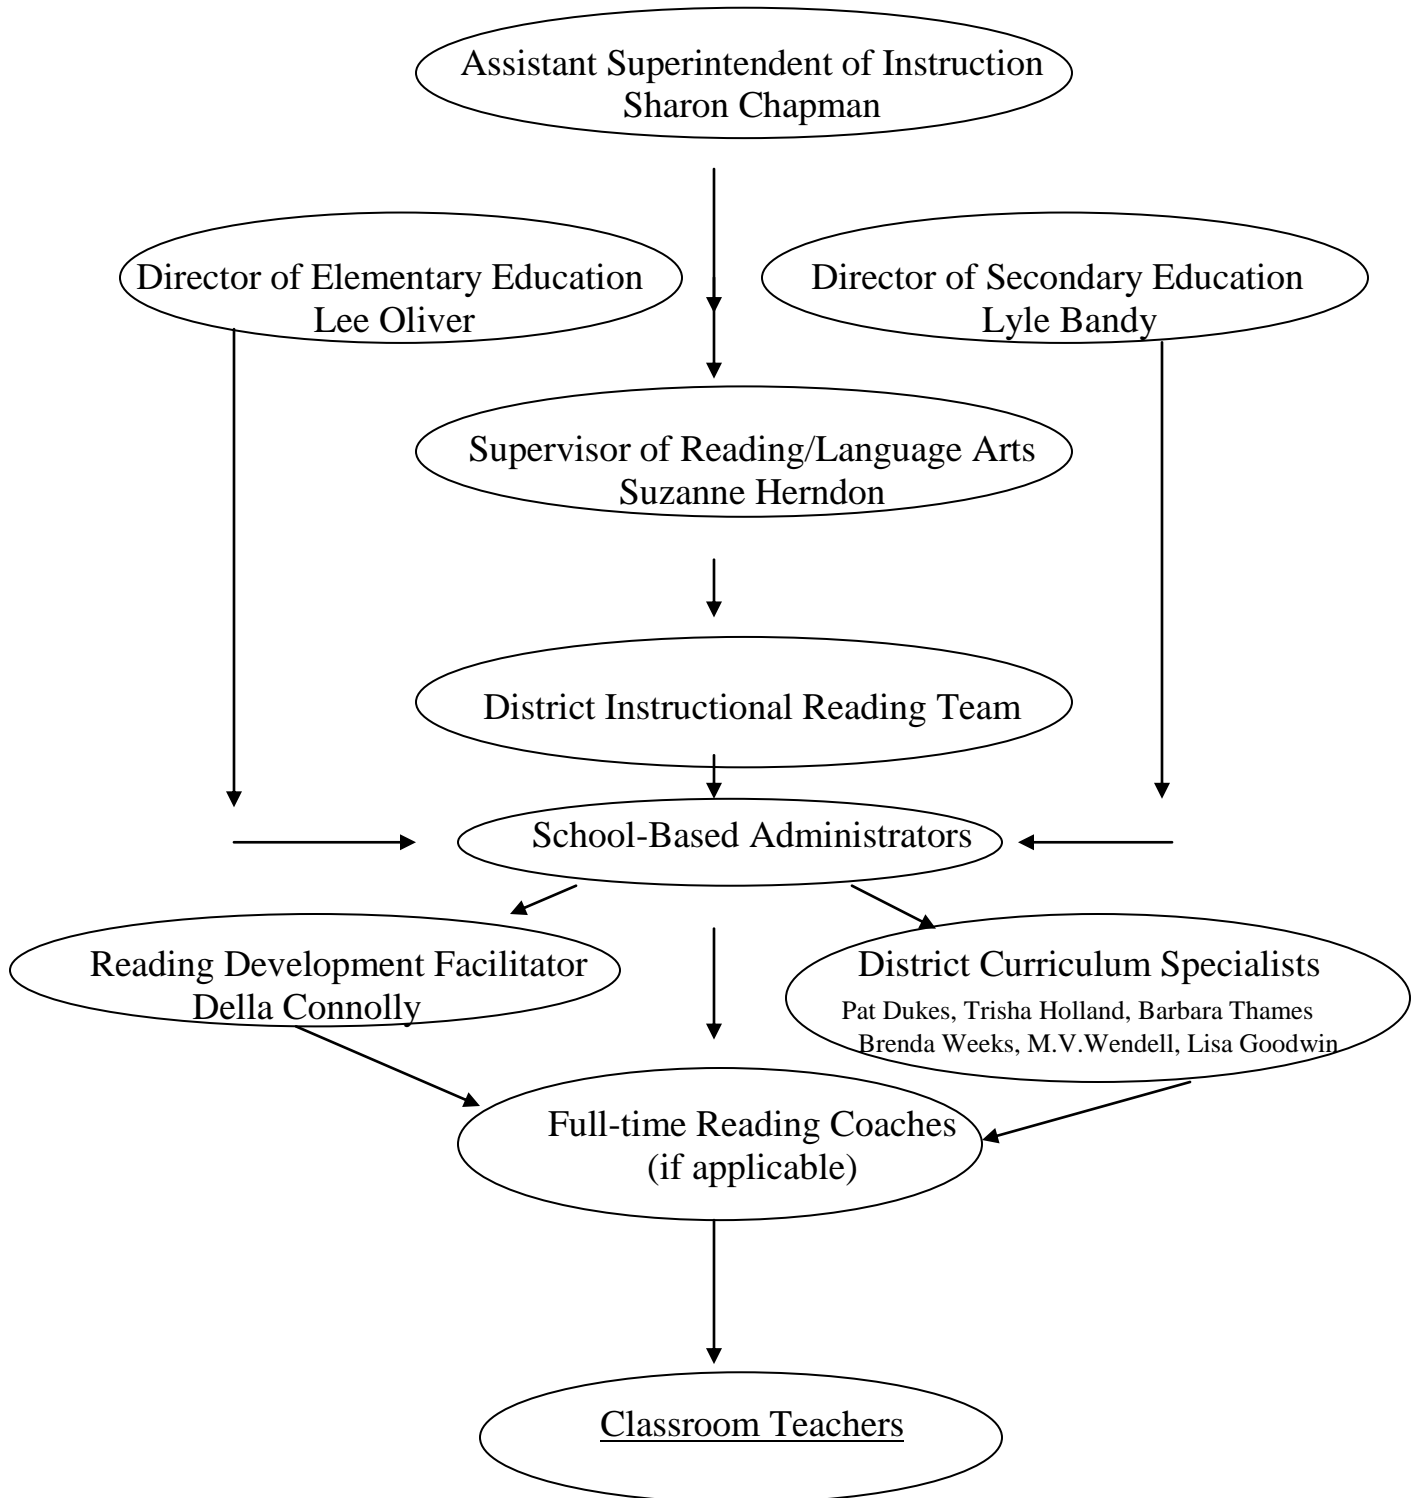 Assistant Superintendent of Instruction
Sharon Chapman
Director of Elementary Education
Lee Oliver
Director of Secondary Education
Lyle Bandy
Supervisor of Reading/Language Arts
Suzanne Herndon
District Instructional Reading Team
School-Based Administrators
Reading Development Facilitator
Della Connolly
District Curriculum Specialists
Pat Dukes, Trisha Holland, Barbara Thames
Brenda Weeks, M.V.Wendell, Lisa Goodwin
Full-time Reading Coaches
(if applicable)
Classroom Teachers